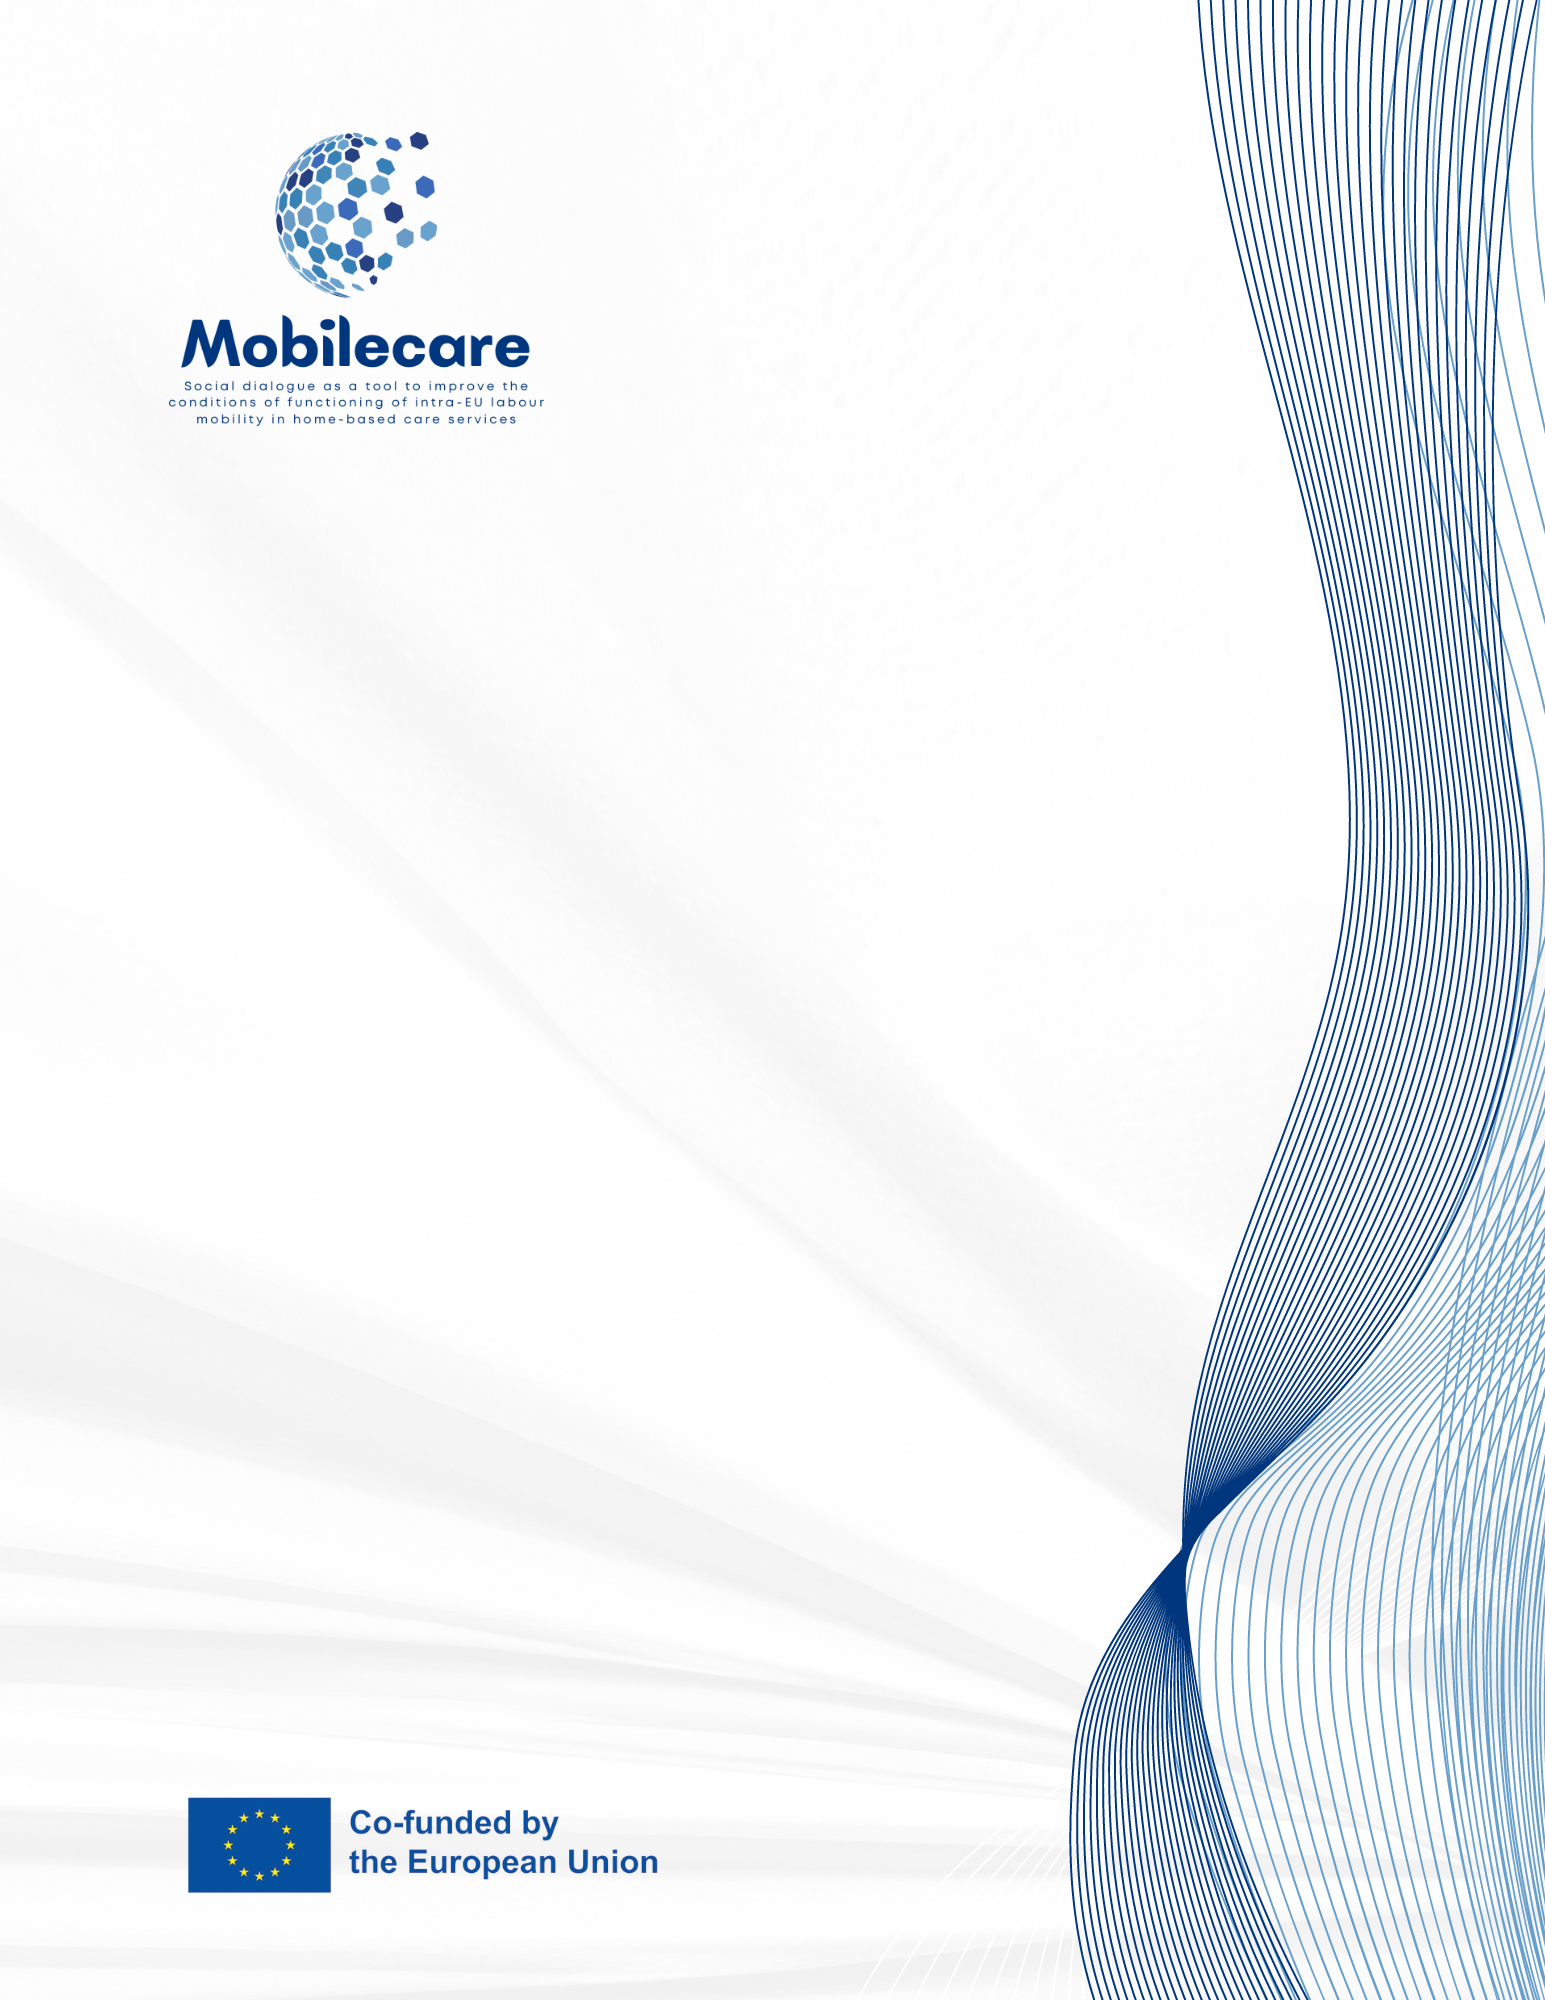 Mobilecare
Social dialogue as a tool to improve the
conditions of functioning of intra-EU labour
mobility in home-based care services
Co-funded by
the European Union